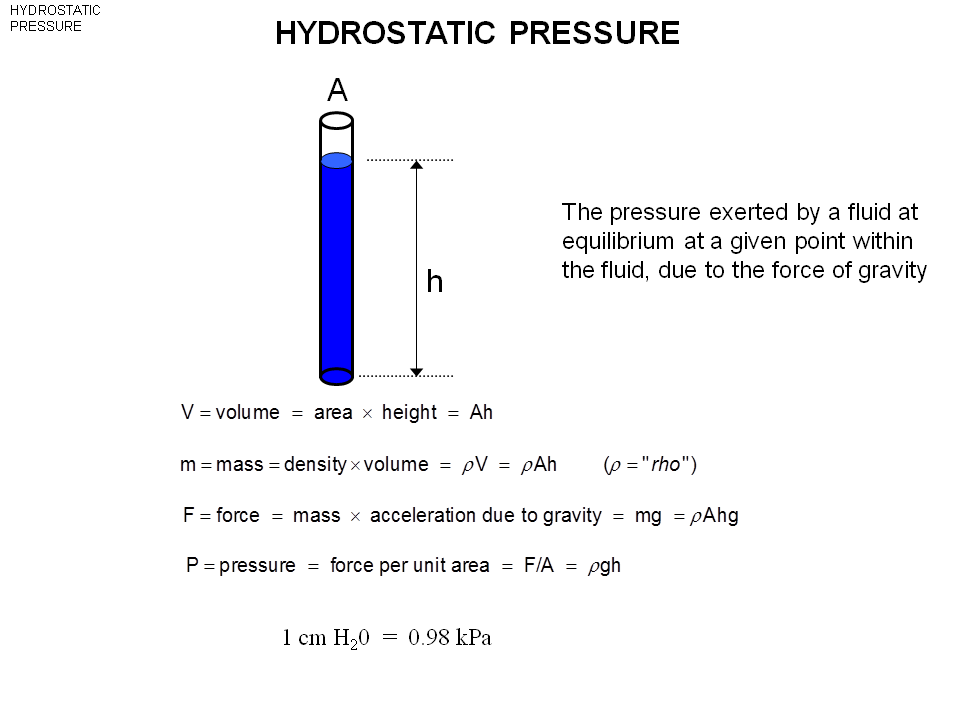 HYDROSTATIC
PRESSURE
HYDROSTATIC PRESSURE
A
The pressure exerted by a fluid at
equilibrium at a given point within
the fluid, due to the force of gravity
h
V = volume = area × height = Ah
m = mass = density × volume = ρV = ρAh (ρ = "rho")
F = force = mass × acceleration due to gravity = mg = ρAhg
P = pressure = force per unit area = F/A = ρgh
1 cm H₂0 = 0.98 kPa